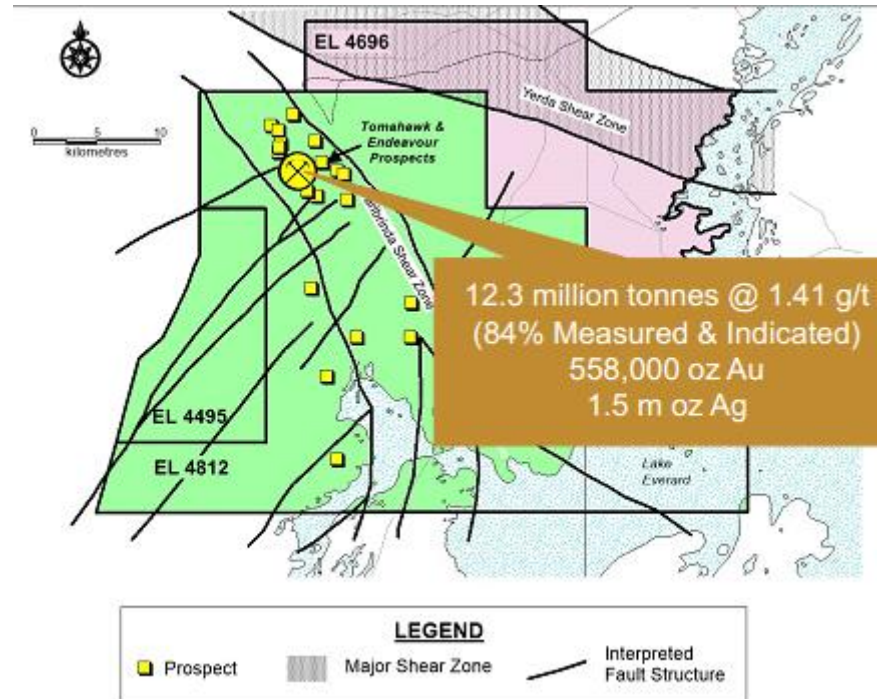 EL 4696
Yerda Shear Zone
0 5 10
kilometres
Tomahawk &
Endeavour
Prospects
Shear Zone
12.3 million tonnes @ 1.41 g/t
(84% Measured & Indicated)
558,000 oz Au
1.5 m oz Ag
EL 4495
EL 4812
Lake
Everard
LEGEND
Prospect
Major Shear Zone
Interpreted
Fault Structure